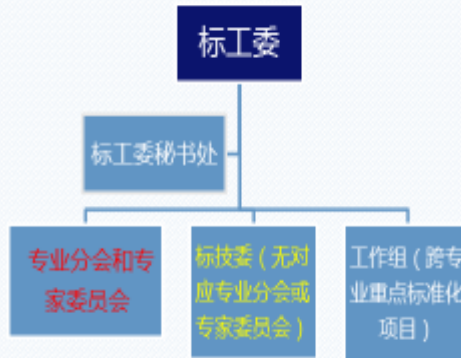 标工委
标工委秘书处
专业分会和专
家委员会
标技委（无对
应专业分会或
专家委员会）
工作组（跨专
业重点标准化
项目）